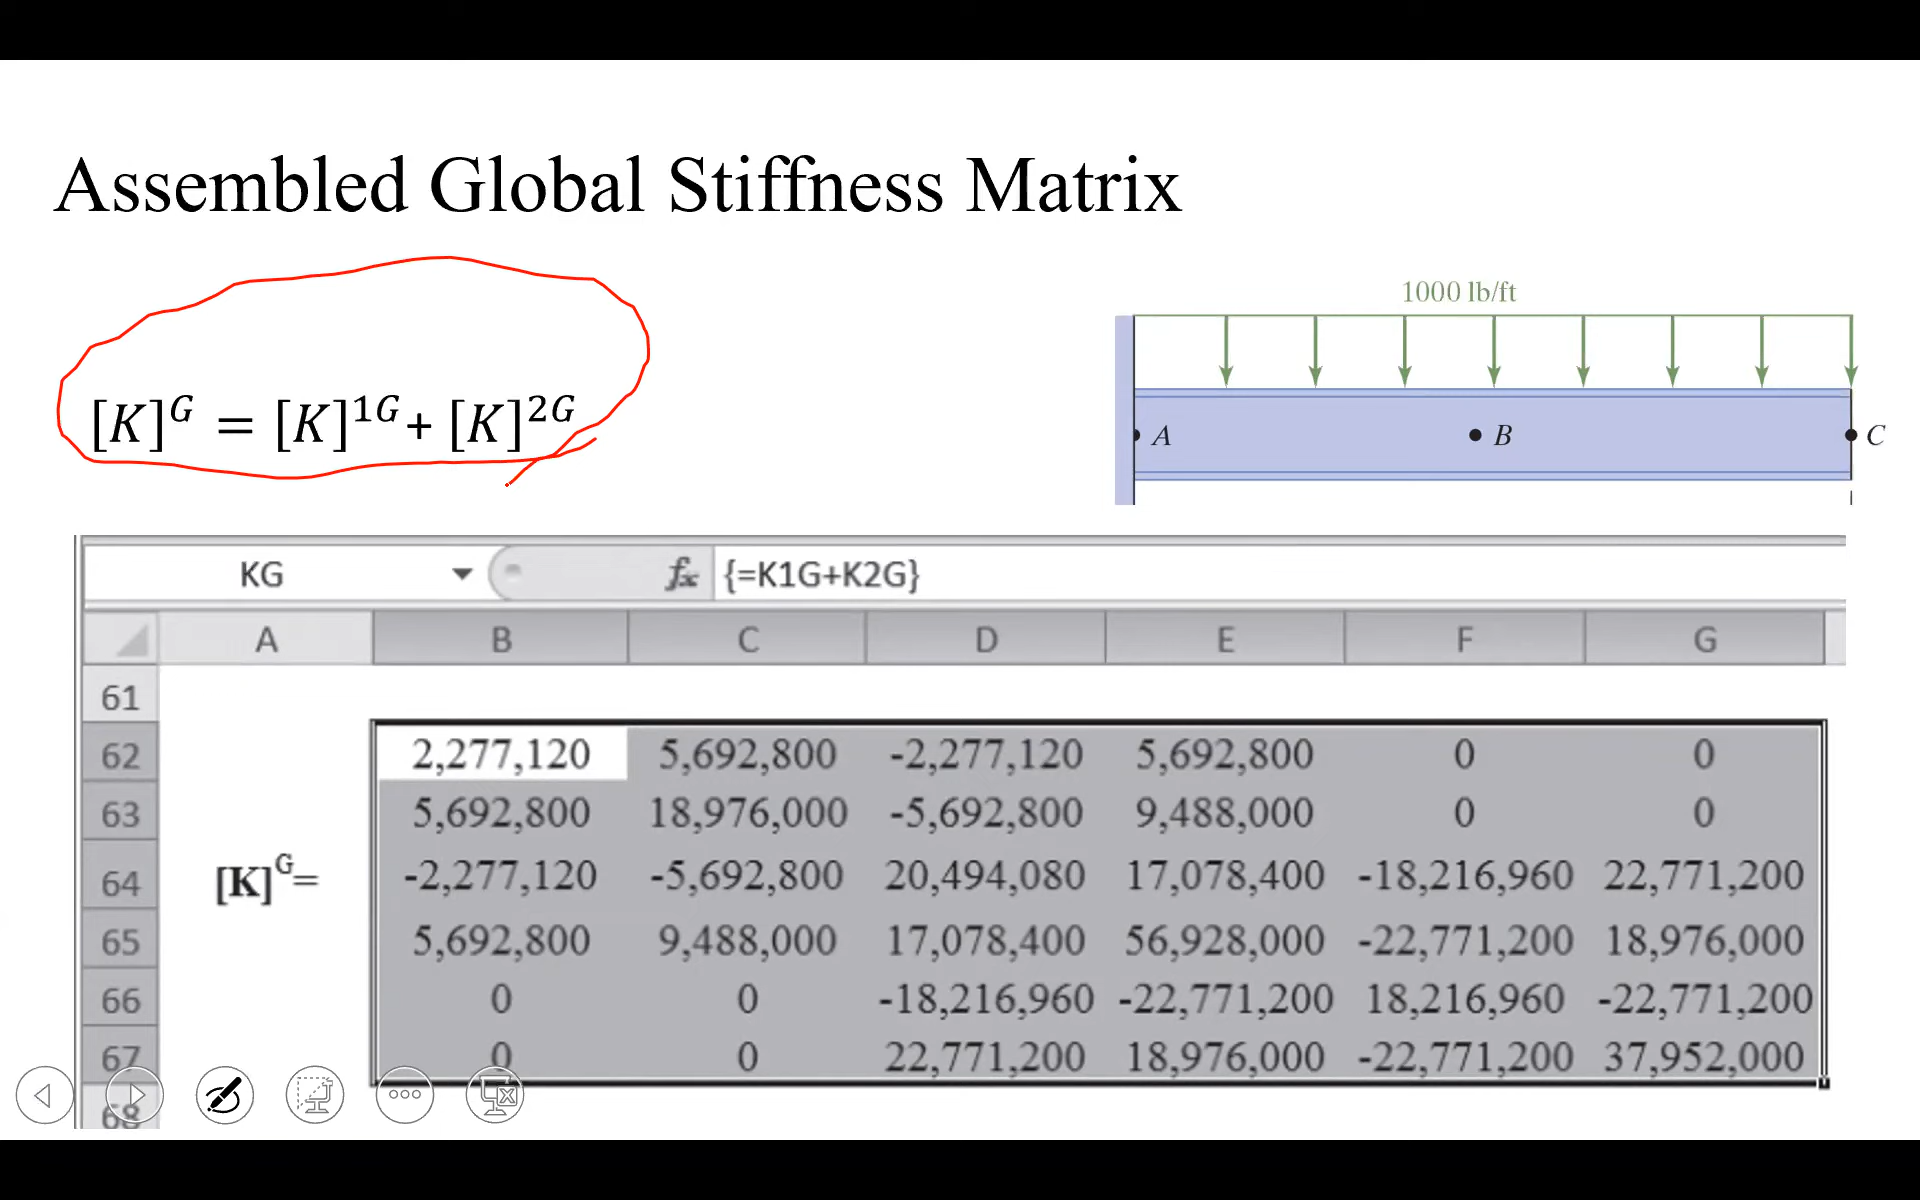 Assembled Global Stiffness Matrix
[K]^G = [K]^1G + [K]^2G
1000 lb/ft
A B C
KG fx {=K1G+K2G}
A B C D E F G
61
62 2,277,120 5,692,800 -2,277,120 5,692,800 0 0
63 5,692,800 18,976,000 -5,692,800 9,488,000 0 0
64 [K]^G= -2,277,120 -5,692,800 20,494,080 17,078,400 -18,216,960 22,771,200
65 5,692,800 9,488,000 17,078,400 56,928,000 -22,771,200 18,976,000
66 0 0 -18,216,960 -22,771,200 18,216,960 -22,771,200
67 0 0 22,771,200 18,976,000 -22,771,200 37,952,000
68